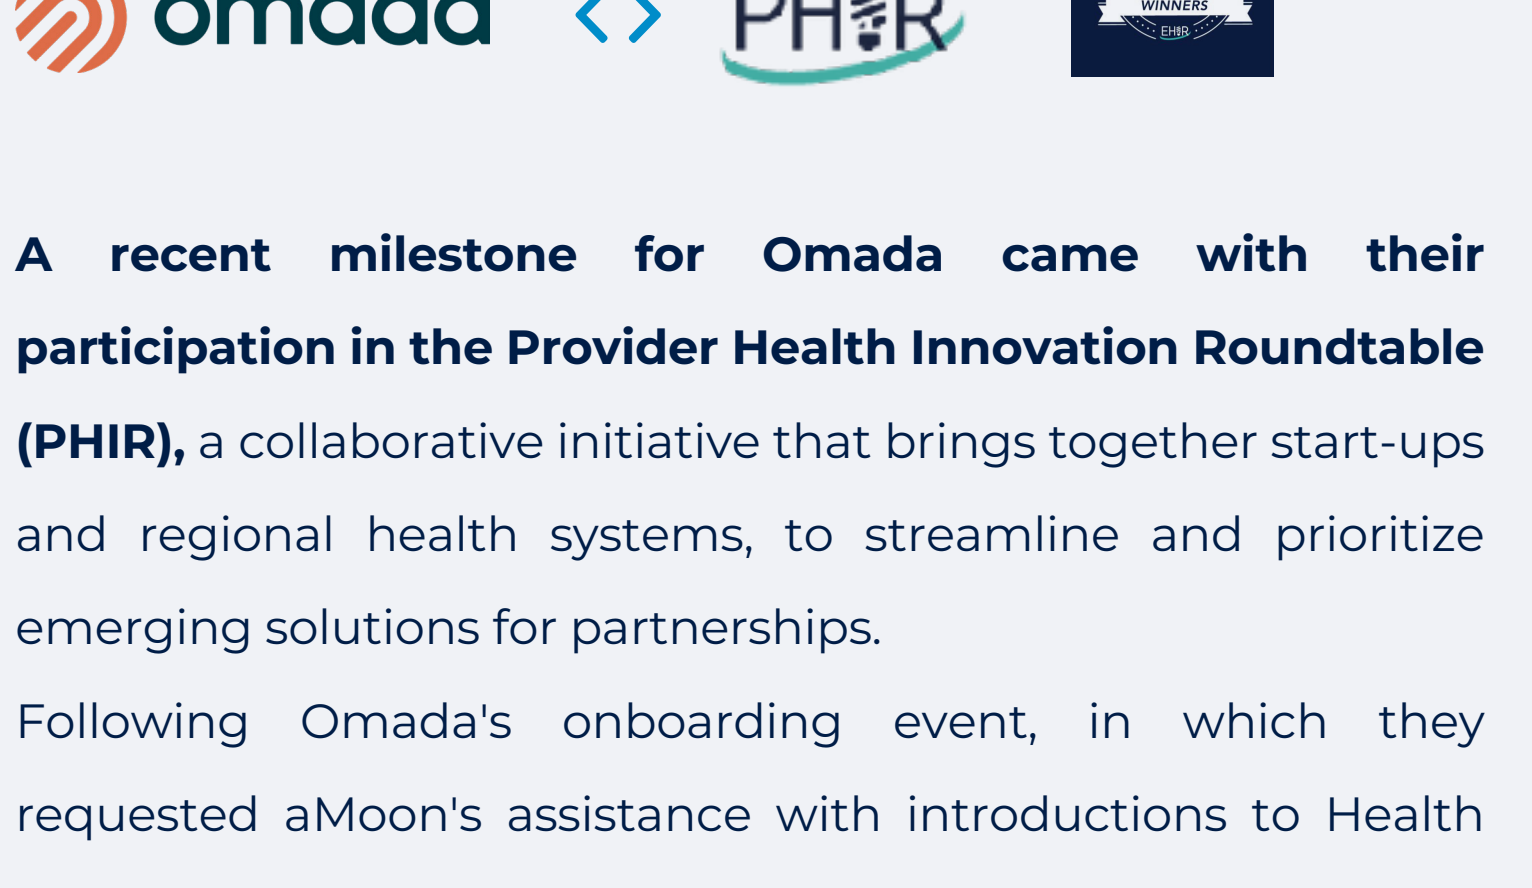 omada <> PHIR WINNERS
EHIR
A recent milestone for Omada came with their
participation in the Provider Health Innovation Roundtable
(PHIR), a collaborative initiative that brings together start-ups
and regional health systems, to streamline and prioritize
emerging solutions for partnerships.
Following Omada's onboarding event, in which they
requested aMoon's assistance with introductions to Health